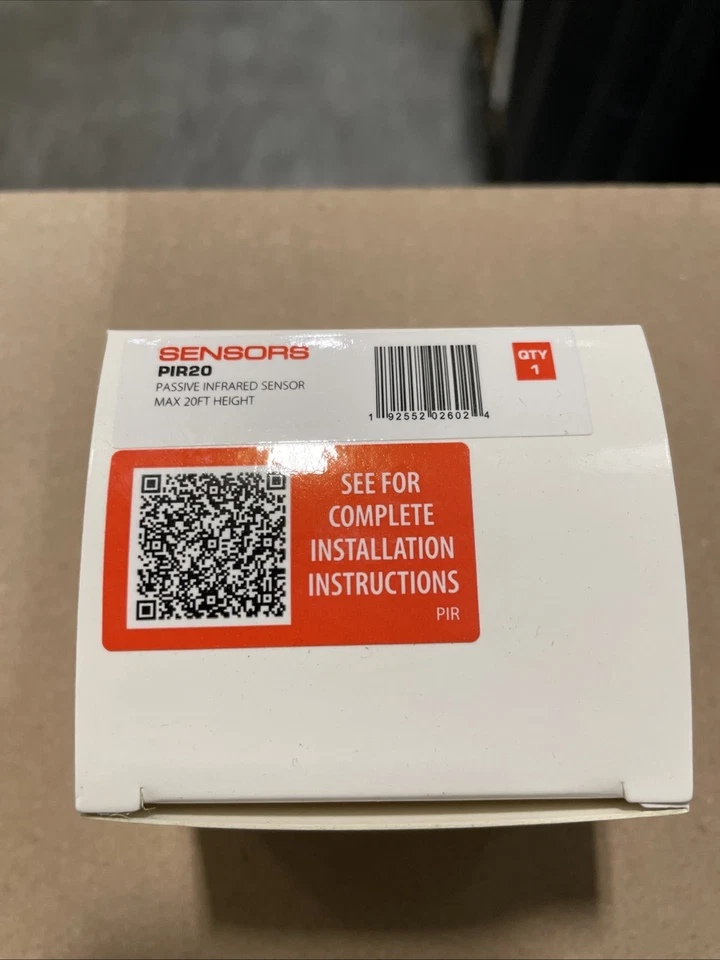 SENSORS
PIR20
PASSIVE INFRARED SENSOR
MAX 20FT HEIGHT
1 92552 02602 4
QTY
1
SEE FOR
COMPLETE
INSTALLATION
INSTRUCTIONS
PIR